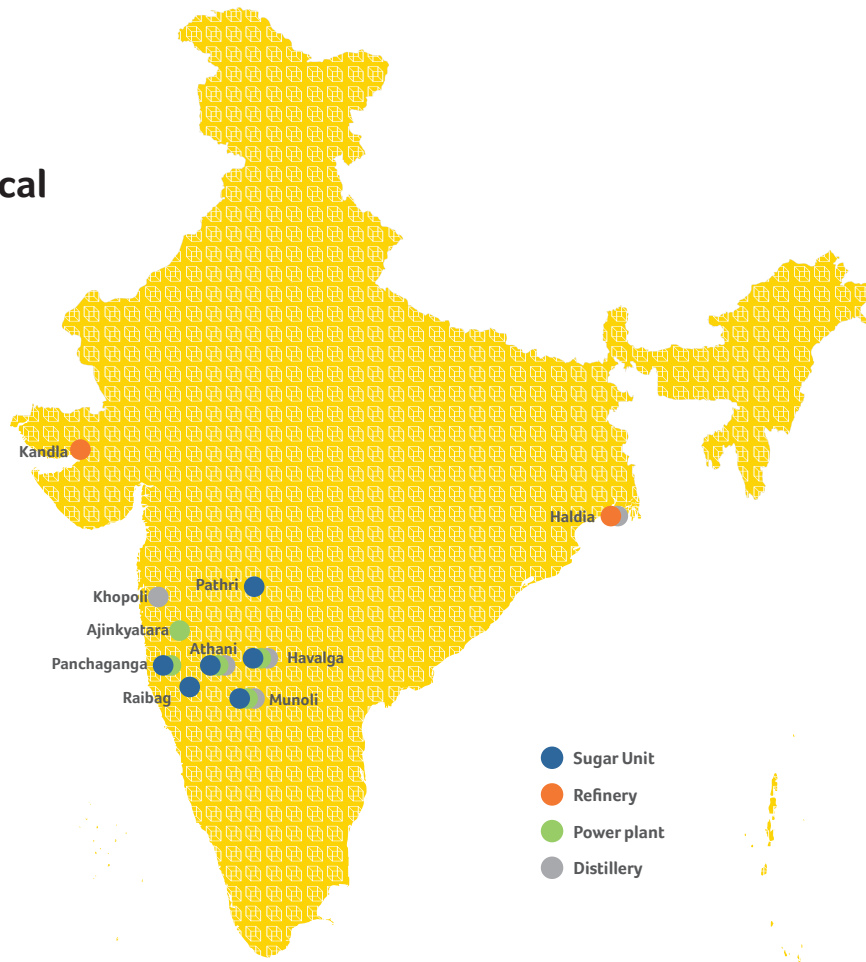 cal
Kandla
Haldia
Pathri
Khopoli
Ajinkyatara
Athani
Panchaganga
Havalga
Raibag
Munoli
Sugar Unit
Refinery
Power plant
Distillery